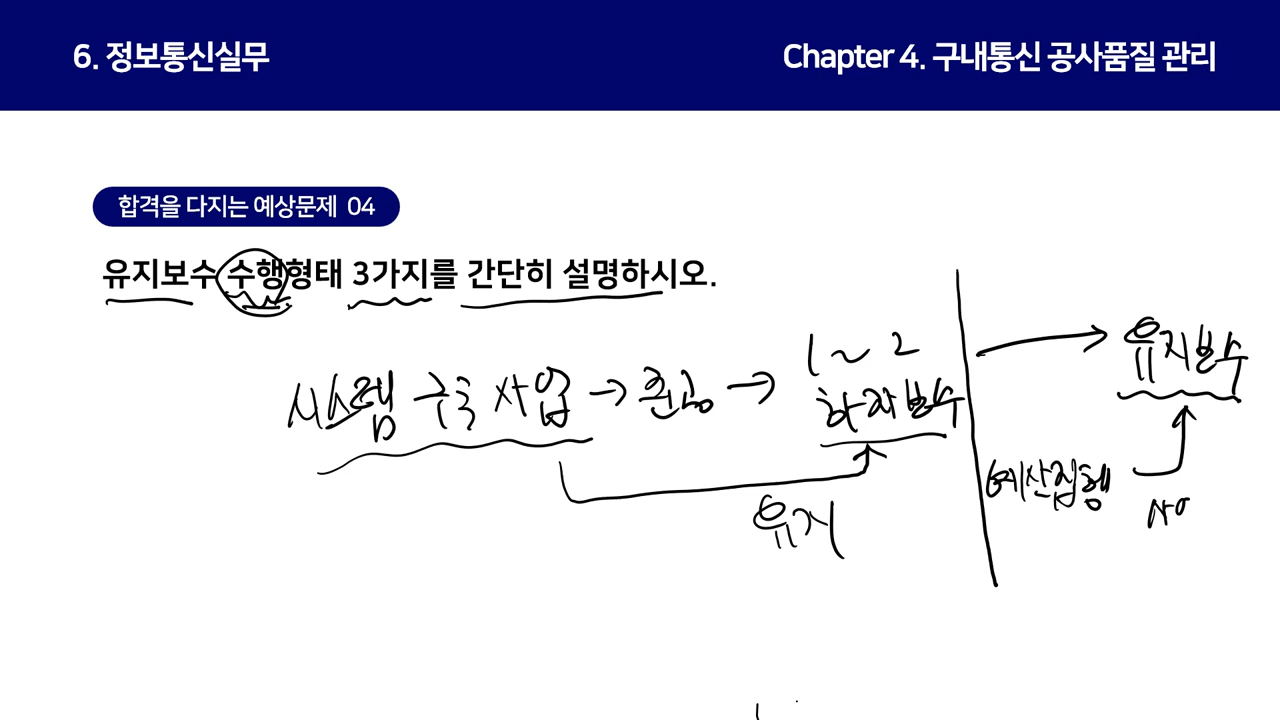 6. 정보통신실무
Chapter 4. 구내통신 공사품질 관리
합격을 다지는 예상문제 04
유지보수 수행형태 3가지를 간단히 설명하시오.
1~2
시스템 구축 사업 → 준공 → 하자보수 → 유지보수
예산집행
유지